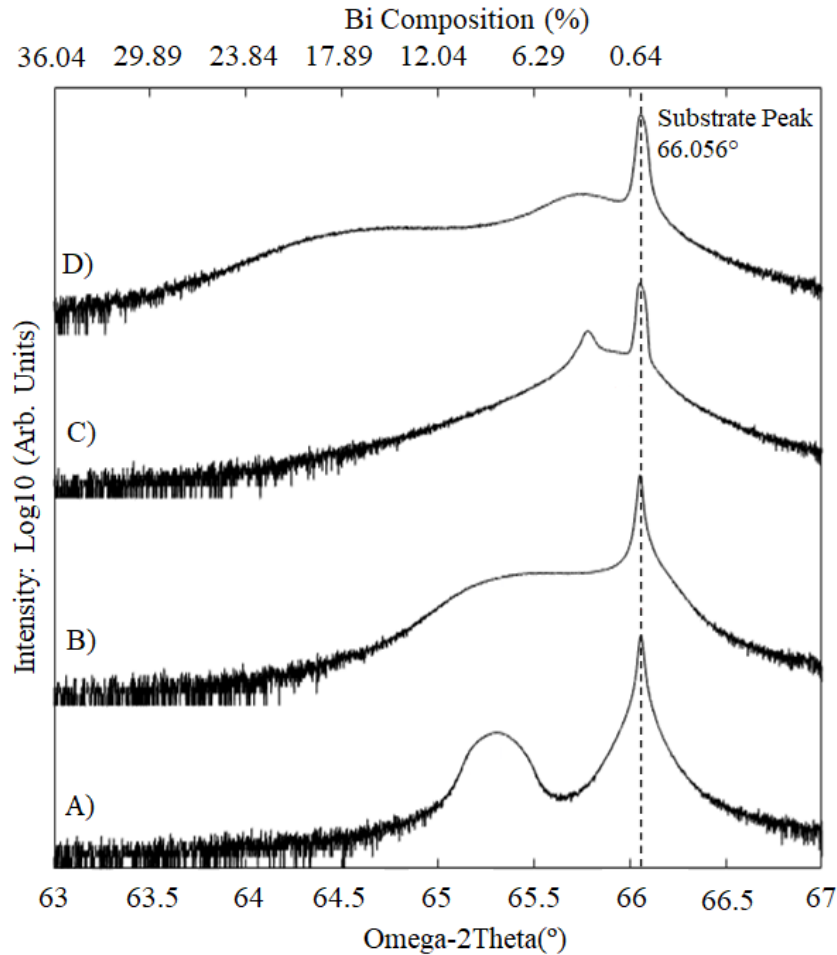 Bi Composition (%)
36.04 29.89 23.84 17.89 12.04 6.29 0.64
Substrate Peak
66.056°
D)
C)
B)
A)
Intensity: Log10 (Arb. Units)
63 63.5 64 64.5 65 65.5 66 66.5 67
Omega-2Theta(º)